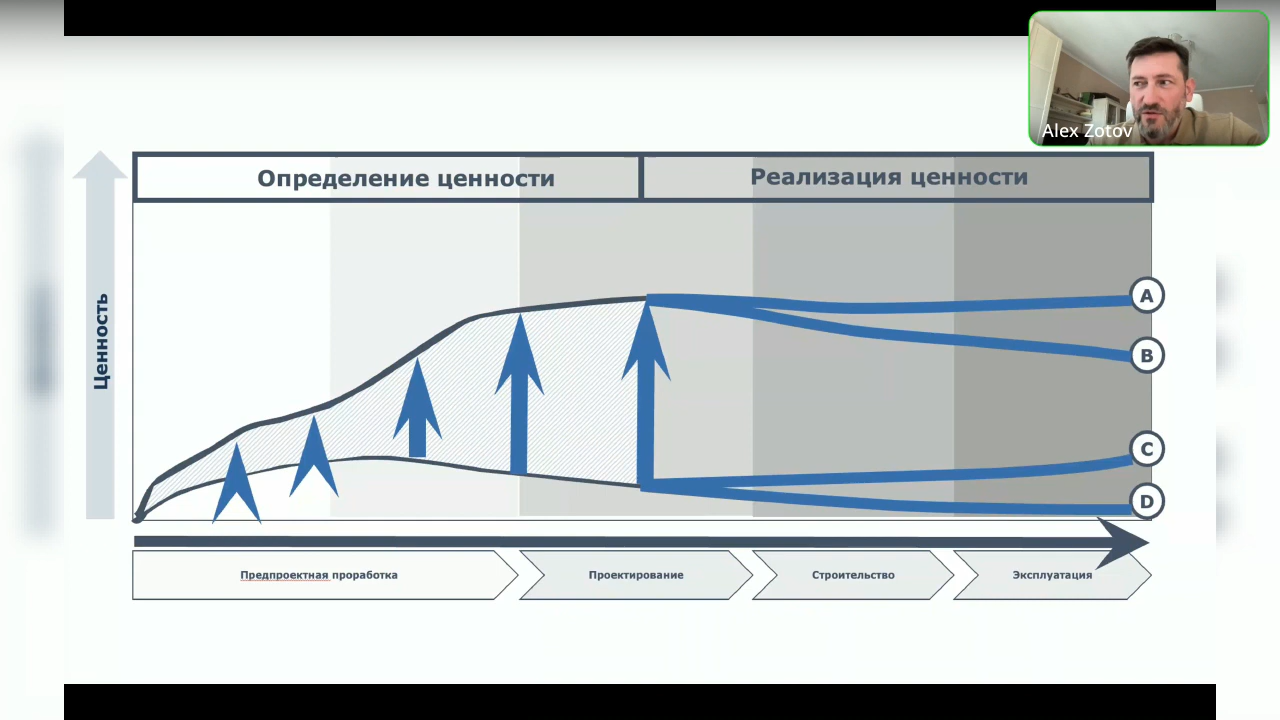 Alex Zotov
Определение ценности
Реализация ценности
Ценность
A
B
C
D
Предпроектная проработка
Проектирование
Строительство
Эксплуатация